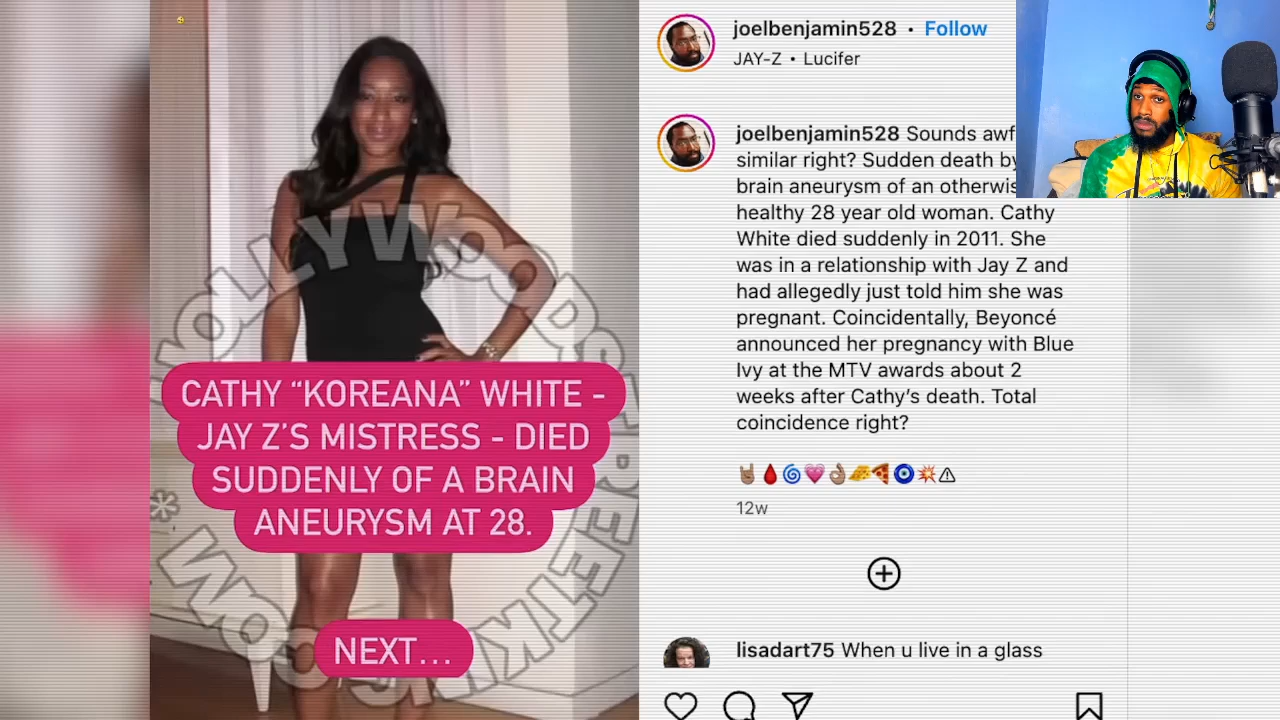 CATHY “KOREANA” WHITE -
JAY Z’S MISTRESS - DIED
SUDDENLY OF A BRAIN
ANEURYSM AT 28.
NEXT...
joelbenjamin528 • Follow
JAY-Z • Lucifer
joelbenjamin528 Sounds
similar right? Sudden death by
brain aneurysm of an
healthy 28 year old woman. Cathy
White died suddenly in 2011. She
was in a relationship with Jay Z and
had allegedly just told him she was
pregnant. Coincidentally, Beyoncé
announced her pregnancy with Blue
Ivy at the MTV awards about 2
weeks after Cathy’s death. Total
coincidence right?
🤘🏽🩸🌀💗👌🏽🧀🍕🧿💥⚠
12w
lisadart75 When u live in a glass